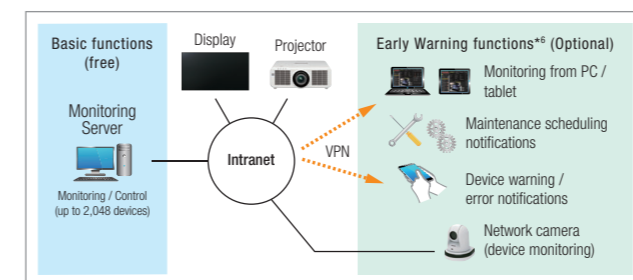 Basic functions
(free)
Monitoring
Server
Monitoring / Control
(up to 2,048 devices)
Display
Projector
Intranet
VPN
Early Warning functions*6 (Optional)
Monitoring from PC /
tablet
Maintenance scheduling
notifications
Device warning /
error notifications
Network camera
(device monitoring)